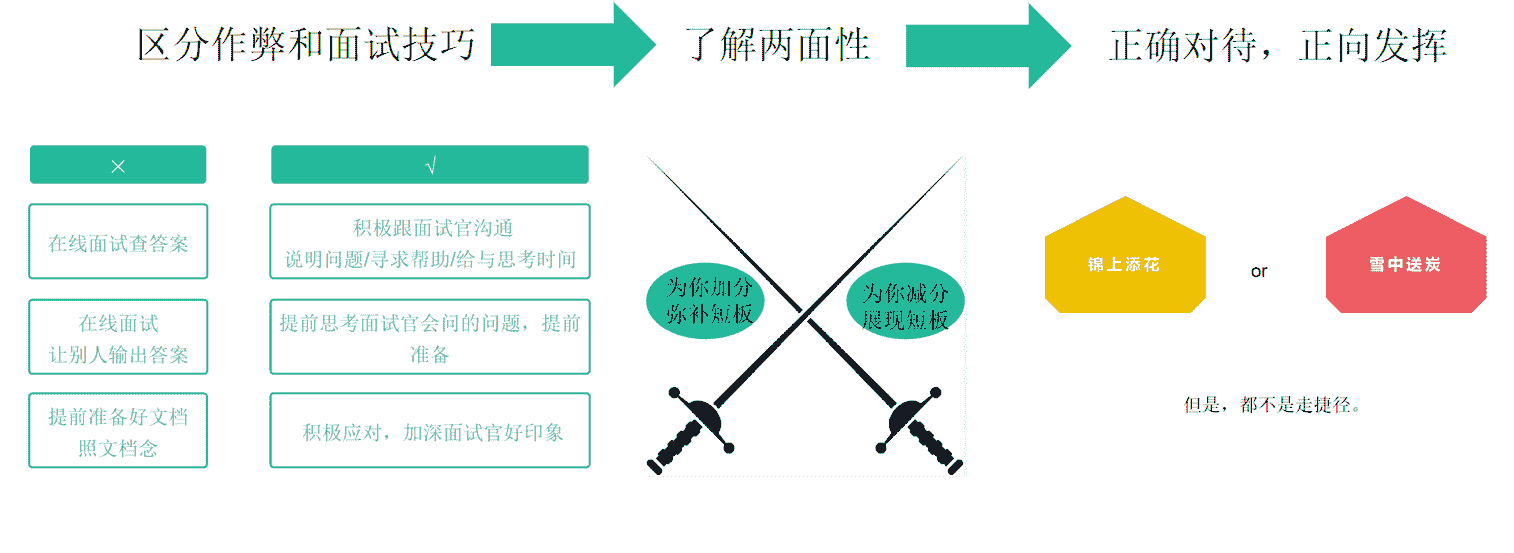 区分作弊和面试技巧
了解两面性
正确对待，正向发挥
×
√
在线面试查答案
积极跟面试官沟通
说明问题/寻求帮助/给与思考时间
在线面试
让别人输出答案
提前思考面试官会问的问题，提前
准备
提前准备好文档
照文档念
积极应对，加深面试官好印象
为你加分
弥补短板
为你减分
展现短板
锦上添花
or
雪中送炭
但是，都不是走捷径。